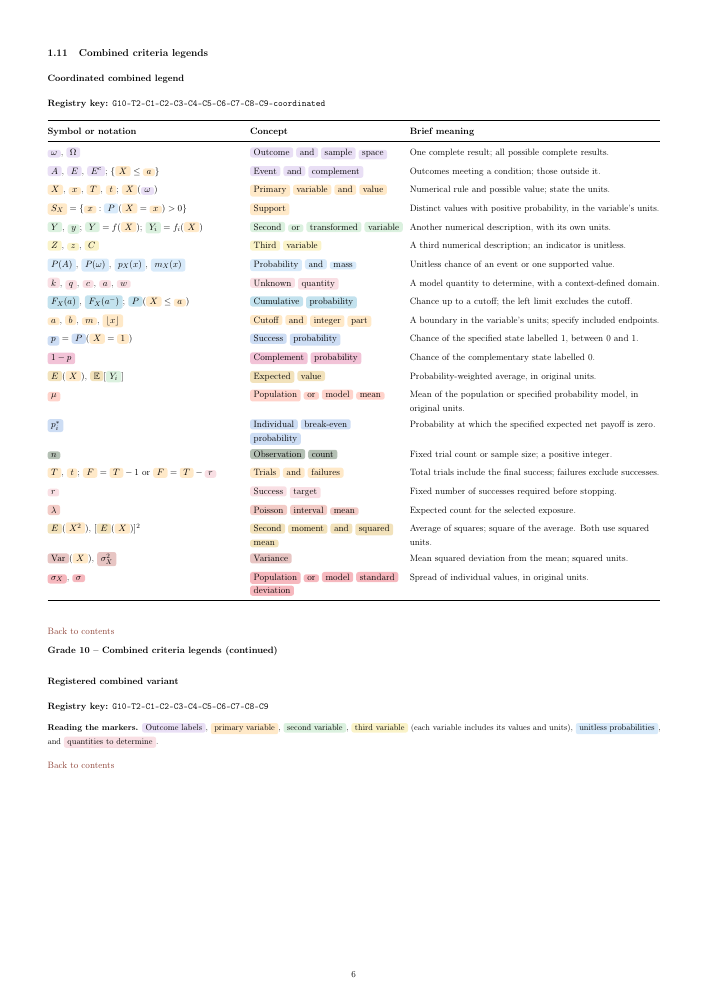 1.11 Combined criteria legends
Coordinated combined legend
Registry key: G10-T2-C1-C2-C3-C4-C5-C6-C7-C8-C9-coordinated
Symbol or notation Concept Brief meaning
ω, Ω Outcome and sample space One complete result; all possible complete results.
A, E, Eᶜ; {X ≤ a} Event and complement Outcomes meeting a condition; those outside it.
X, x, T, t; X(ω) Primary variable and value Numerical rule and possible value; state the units.
S_X = {x : P(X = x) > 0} Support Distinct values with positive probability, in the variable's units.
Y, y; Y = f(X); Y_i = f_i(X) Second or transformed variable Another numerical description, with its own units.
Z, z, C Third variable A third numerical description; an indicator is unitless.
P(A), P(ω), p_X(x), m_X(x) Probability and mass Unitless chance of an event or one supported value.
k, q, c, a, w Unknown quantity A model quantity to determine, with a context-defined domain.
F_X(a), F_X(a⁻); P(X ≤ a) Cumulative probability Chance up to a cutoff; the left limit excludes the cutoff.
a, b, m, ⌊x⌋ Cutoff and integer part A boundary in the variable's units; specify included endpoints.
p = P(X = 1) Success probability Chance of the specified state labelled 1, between 0 and 1.
1 − p Complement probability Chance of the complementary state labelled 0.
E(X), 𝔼[Y_i] Expected value Probability-weighted average, in original units.
μ Population or model mean Mean of the population or specified probability model, in
original units.
p_i* Individual break-even Probability at which the specified expected net payoff is zero.
probability
n Observation count Fixed trial count or sample size; a positive integer.
T, t; F = T − 1 or F = T − r Trials and failures Total trials include the final success; failures exclude successes.
r Success target Fixed number of successes required before stopping.
λ Poisson interval mean Expected count for the selected exposure.
E(X²), [E(X)]² Second moment and squared Average of squares; square of the average. Both use squared
mean units.
Var(X), σ_X² Variance Mean squared deviation from the mean; squared units.
σ_X, σ Population or model standard Spread of individual values, in original units.
deviation
Back to contents
Grade 10 – Combined criteria legends (continued)
Registered combined variant
Registry key: G10-T2-C1-C2-C3-C4-C5-C6-C7-C8-C9
Reading the markers. Outcome labels, primary variable, second variable, third variable (each variable includes its values and units), unitless probabilities,
and quantities to determine.
Back to contents
6